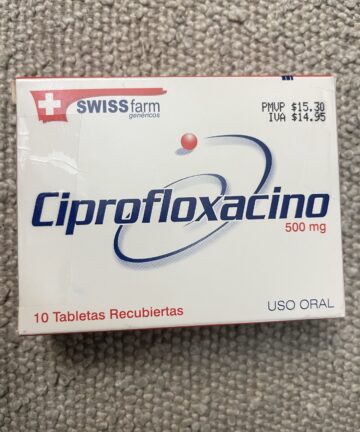 SWISSfarm
genéricos
PMVP $15.30
IVA $14.95
Ciprofloxacino
500 mg
10 Tabletas Recubiertas
USO ORAL